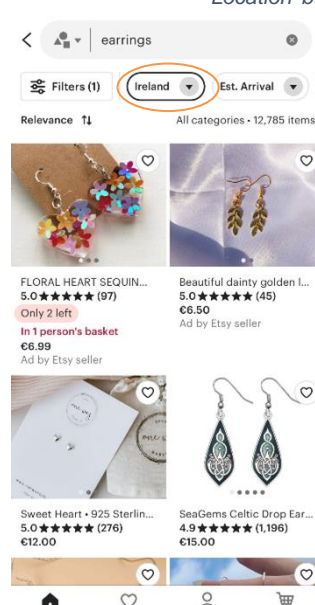 Location-b
earrings
Filters (1) Ireland Est. Arrival
Relevance All categories • 12,785 items
FLORAL HEART SEQUIN...
5.0 ★★★★★ (97)
Only 2 left
In 1 person's basket
€6.99
Ad by Etsy seller
Beautiful dainty golden l...
5.0 ★★★★★ (45)
€6.50
Ad by Etsy seller
Sweet Heart • 925 Sterlin...
5.0 ★★★★★ (276)
€12.00
SeaGems Celtic Drop Ear...
4.9 ★★★★★ (1,196)
€15.00